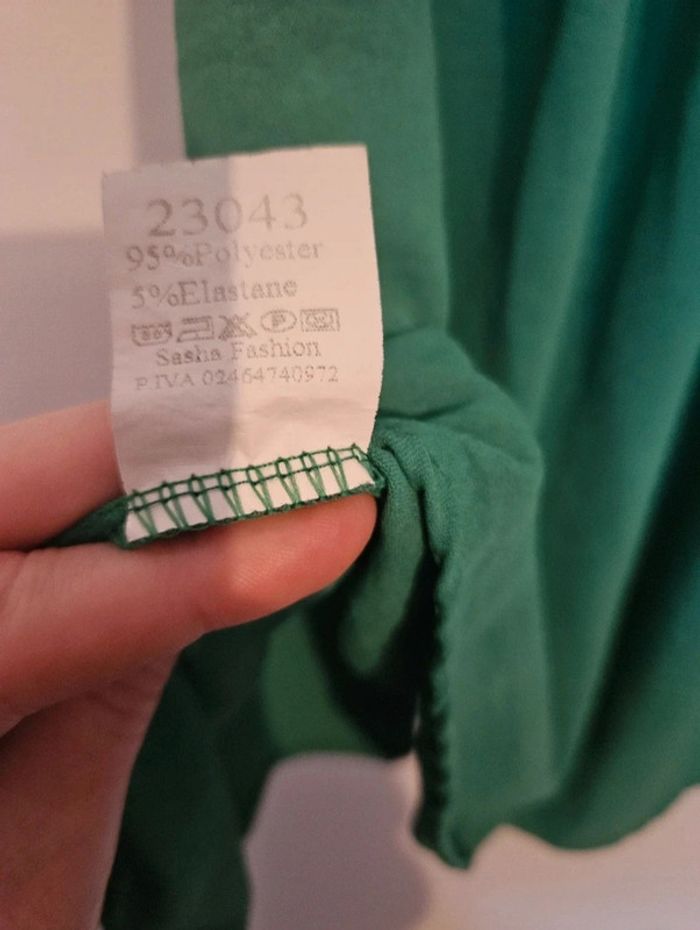 23043
95%Polyester
5%Elastane
Sasha Fashion
P.IVA 02464740972